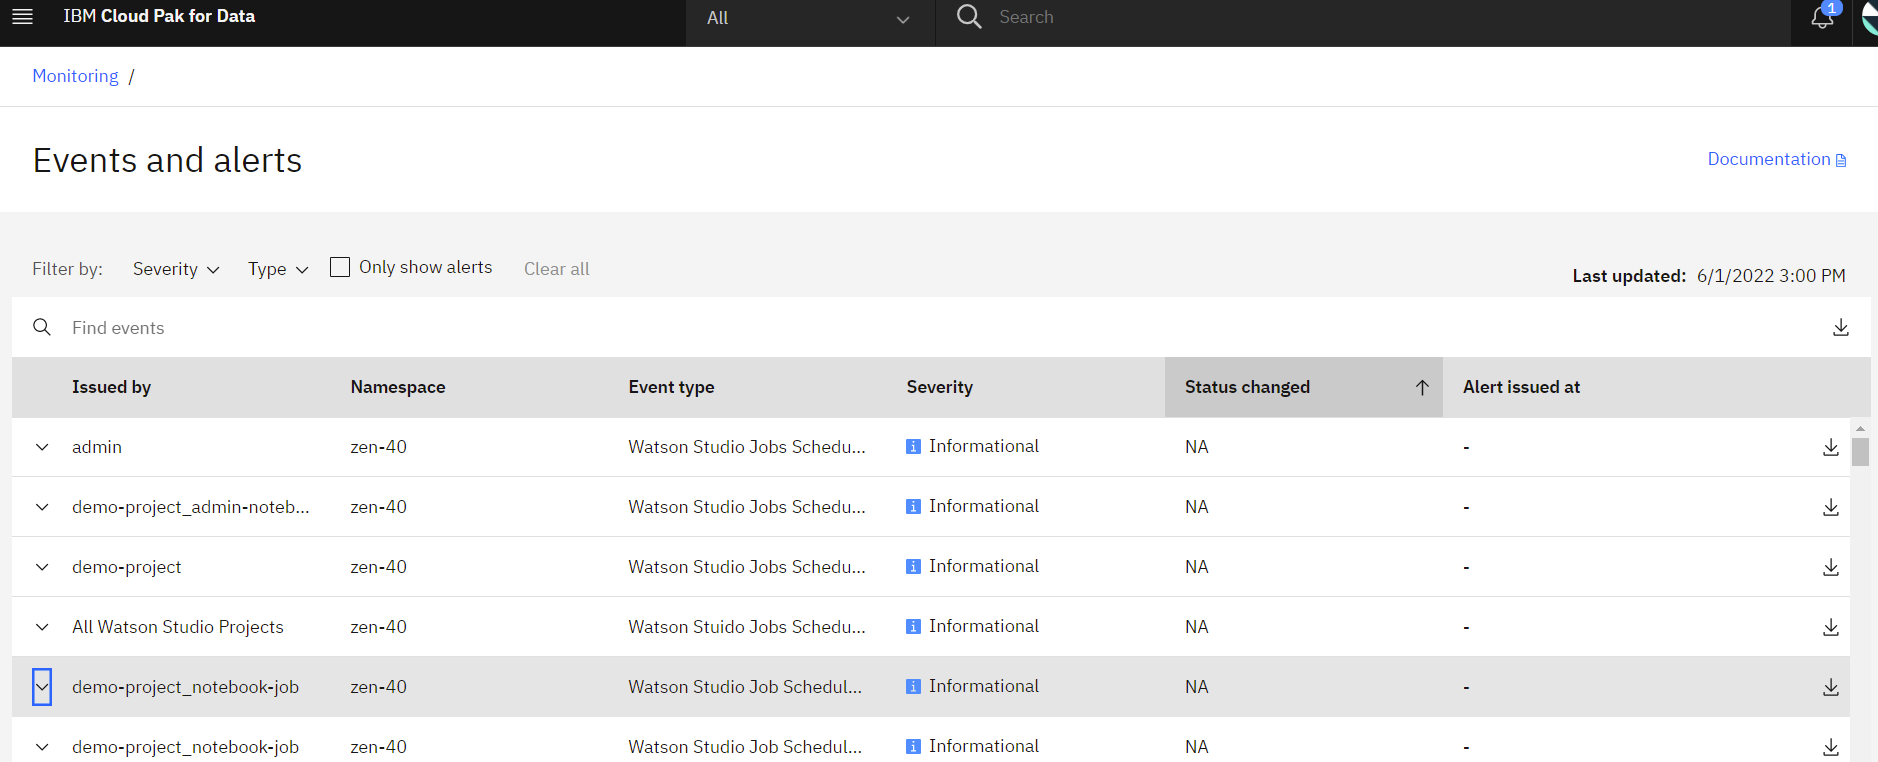 IBM Cloud Pak for Data All Search 1
Monitoring /
Events and alerts Documentation
Filter by: Severity Type Only show alerts Clear all
Last updated: 6/1/2022 3:00 PM
Find events
Issued by Namespace Event type Severity Status changed Alert issued at
admin zen-40 Watson Studio Jobs Schedu... Informational NA -
demo-project_admin-noteb... zen-40 Watson Studio Jobs Schedu... Informational NA -
demo-project zen-40 Watson Studio Jobs Schedu... Informational NA -
All Watson Studio Projects zen-40 Watson Stuido Jobs Schedu... Informational NA -
demo-project_notebook-job zen-40 Watson Studio Job Schedul... Informational NA -
demo-project_notebook-job zen-40 Watson Studio Job Schedul... Informational NA -